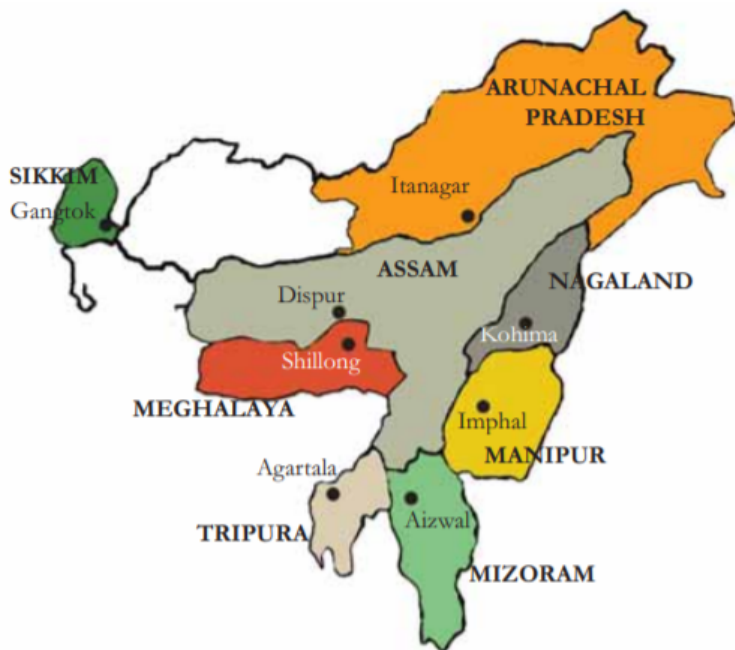 ARUNACHAL
PRADESH
SIKKIM
Itanagar
Gangtok
ASSAM
NAGALAND
Dispur
Kohima
Shillong
MEGHALAYA
Imphal
MANIPUR
Agartala
Aizwal
TRIPURA
MIZORAM